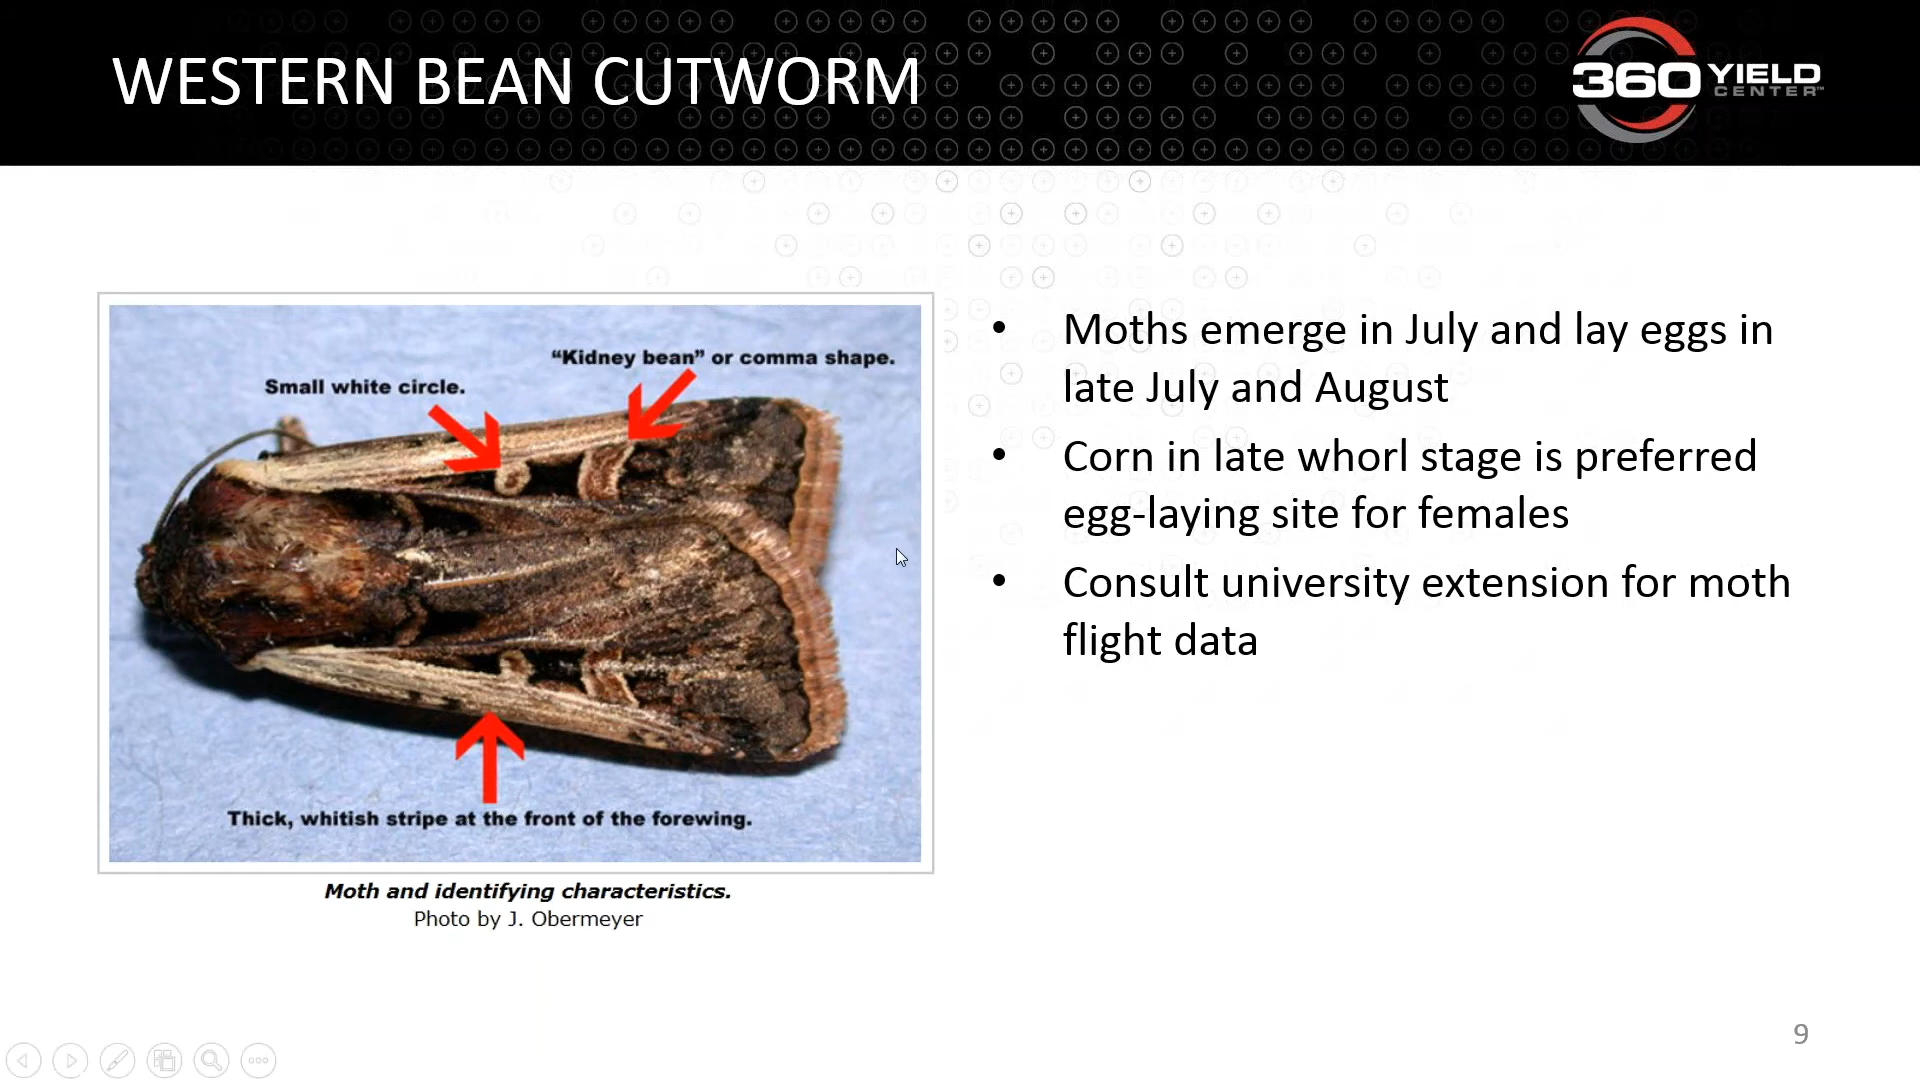 WESTERN BEAN CUTWORM
360 YIELD
CENTER™
“Kidney bean” or comma shape.
Small white circle.
Thick, whitish stripe at the front of the forewing.
Moth and identifying characteristics.
Photo by J. Obermeyer
• Moths emerge in July and lay eggs in
late July and August
• Corn in late whorl stage is preferred
egg-laying site for females
• Consult university extension for moth
flight data
9